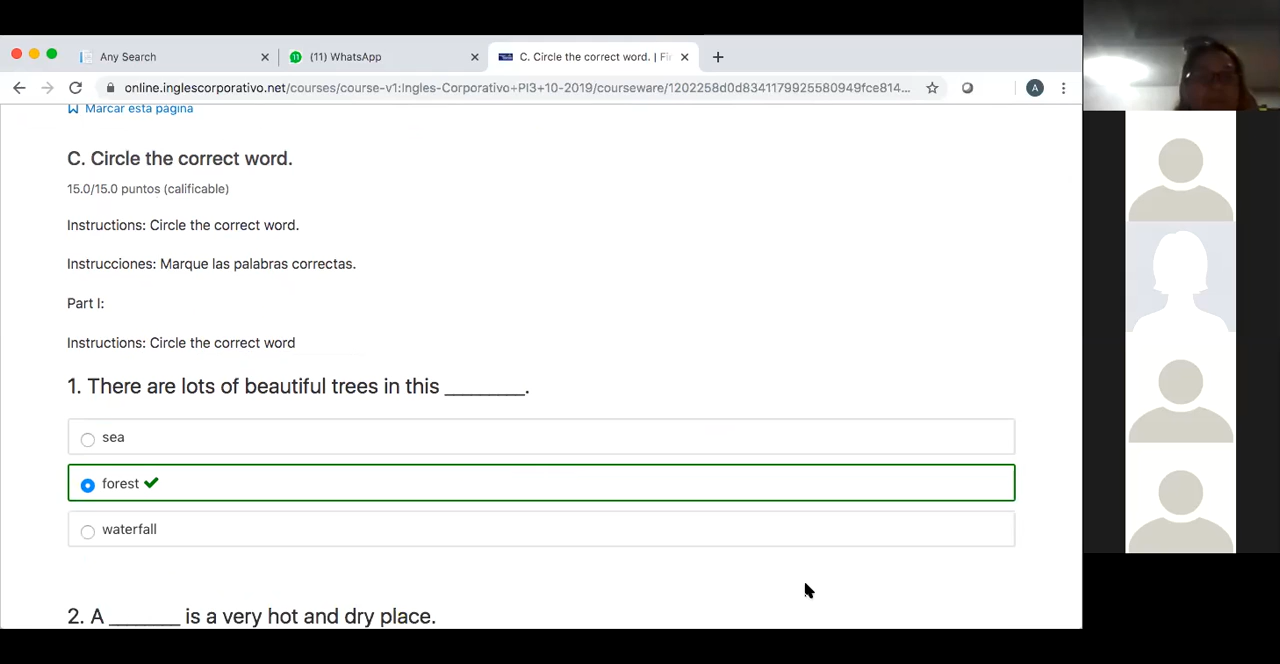 Any Search
(11) WhatsApp
C. Circle the correct word. | Fi
online.inglescorporativo.net/courses/course-v1:Ingles-Corporativo+PI3+10-2019/courseware/1202258d0d8341179925580949fce814...
A
Marcar esta página
C. Circle the correct word.
15.0/15.0 puntos (calificable)
Instructions: Circle the correct word.
Instrucciones: Marque las palabras correctas.
Part I:
Instructions: Circle the correct word
1. There are lots of beautiful trees in this ________.
sea
forest
waterfall
2. A _______ is a very hot and dry place.